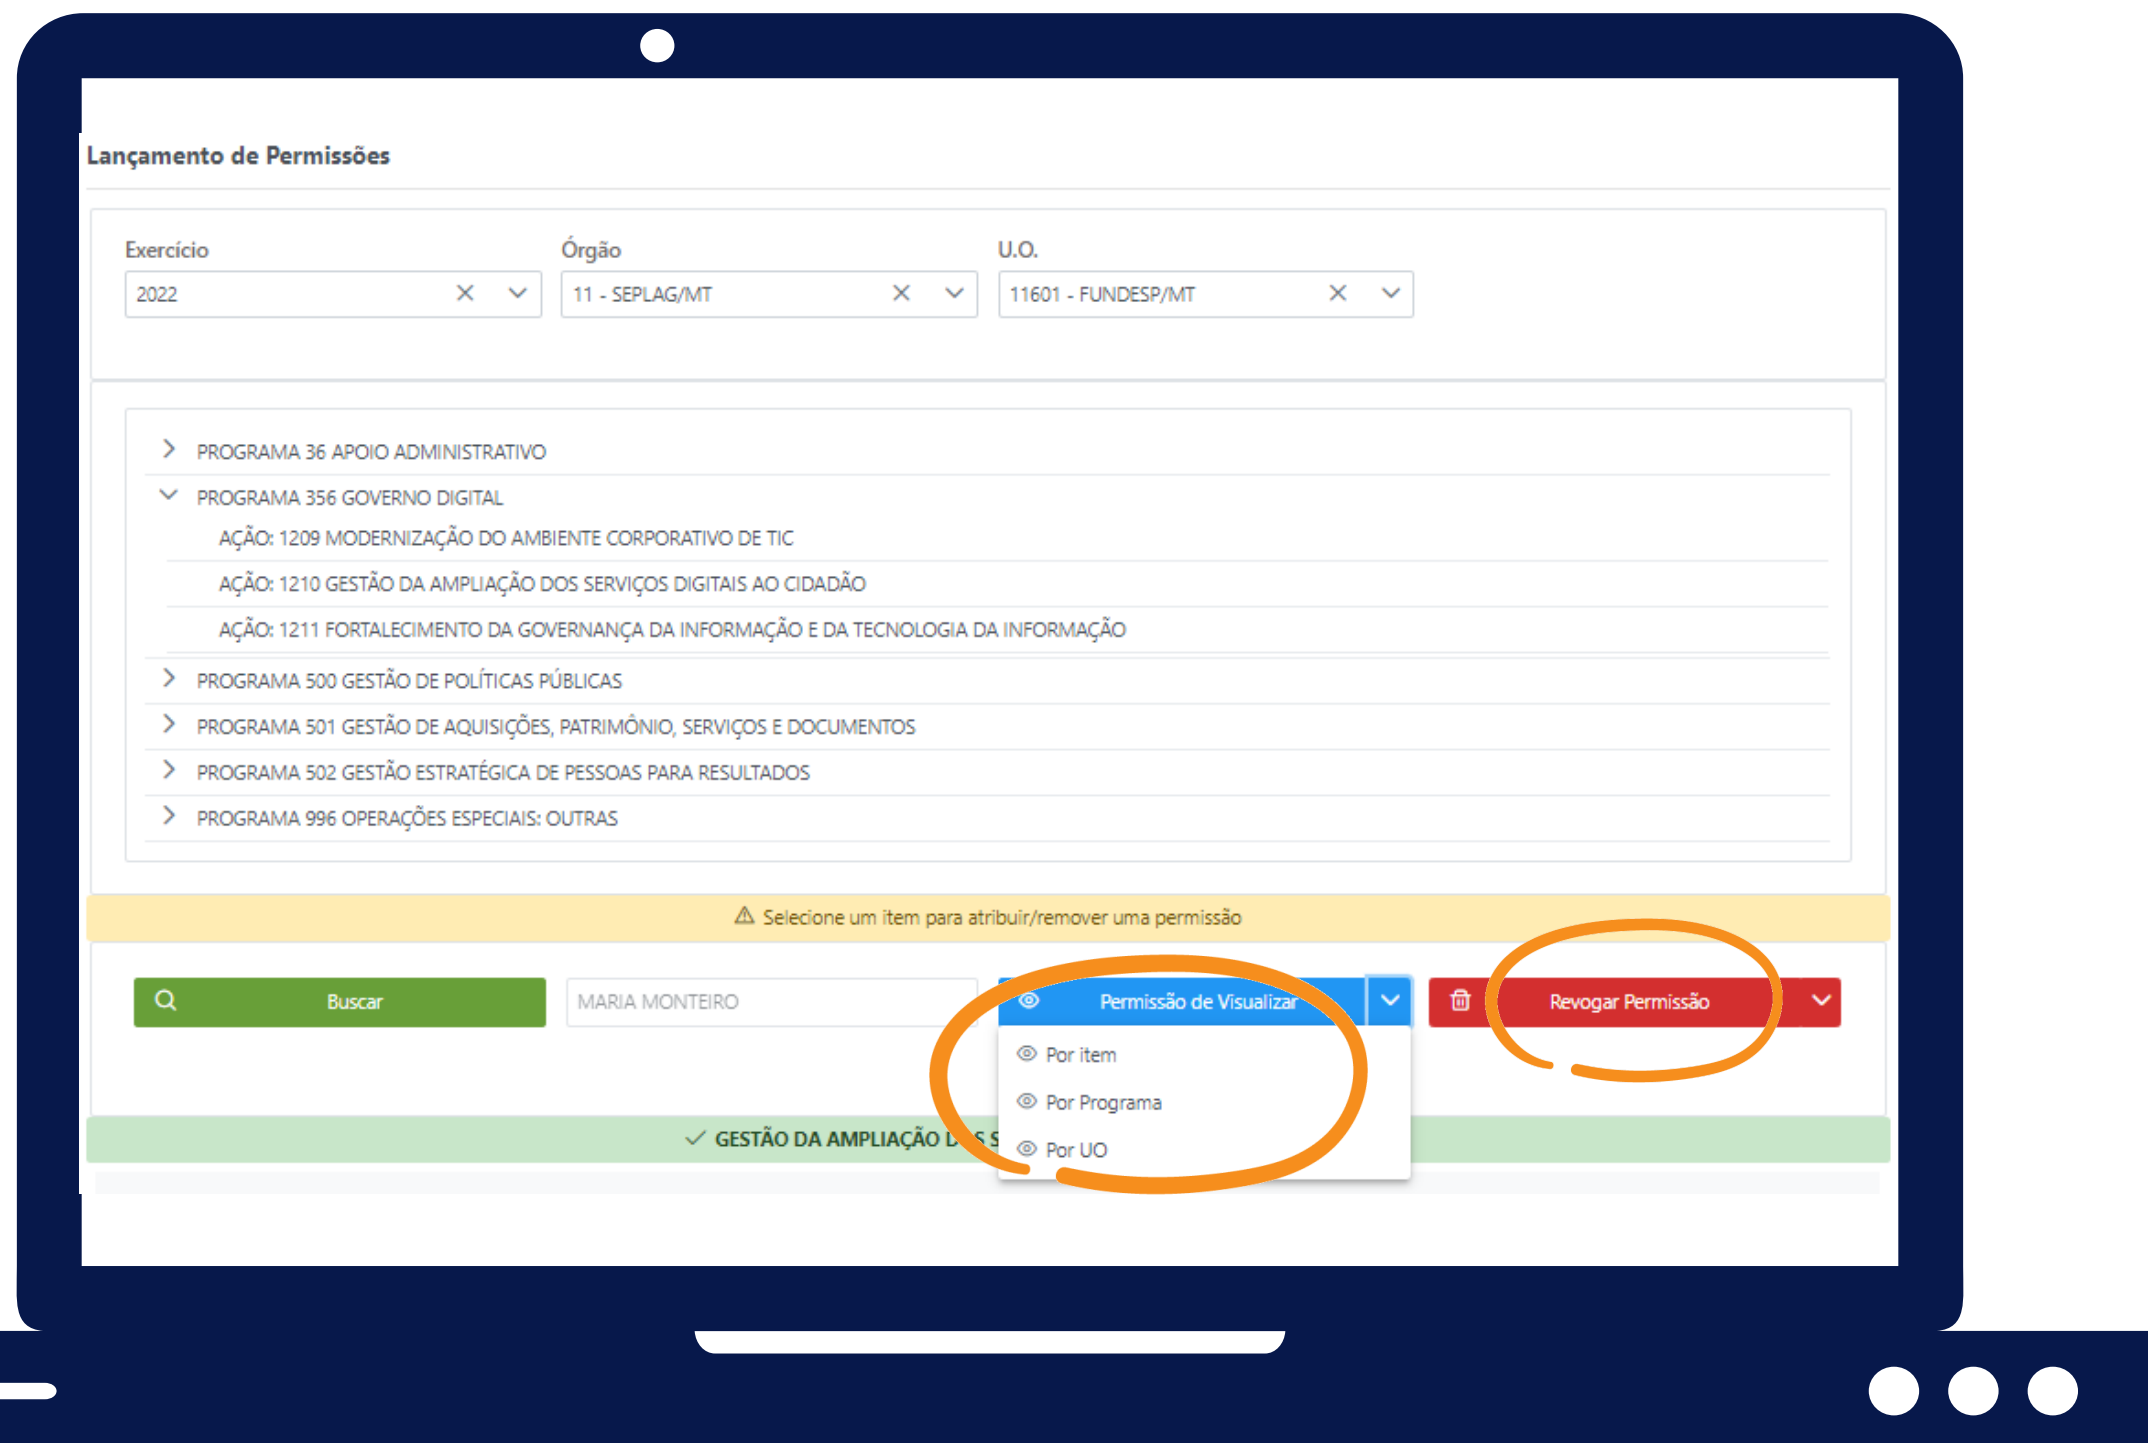 Lançamento de Permissões
Exercício Órgão U.O.
2022 11 - SEPLAG/MT 11601 - FUNDESP/MT
PROGRAMA 36 APOIO ADMINISTRATIVO
PROGRAMA 356 GOVERNO DIGITAL
AÇÃO: 1209 MODERNIZAÇÃO DO AMBIENTE CORPORATIVO DE TIC
AÇÃO: 1210 GESTÃO DA AMPLIAÇÃO DOS SERVIÇOS DIGITAIS AO CIDADÃO
AÇÃO: 1211 FORTALECIMENTO DA GOVERNANÇA DA INFORMAÇÃO E DA TECNOLOGIA DA INFORMAÇÃO
PROGRAMA 500 GESTÃO DE POLÍTICAS PÚBLICAS
PROGRAMA 501 GESTÃO DE AQUISIÇÕES, PATRIMÔNIO, SERVIÇOS E DOCUMENTOS
PROGRAMA 502 GESTÃO ESTRATÉGICA DE PESSOAS PARA RESULTADOS
PROGRAMA 996 OPERAÇÕES ESPECIAIS: OUTRAS
Selecione um item para atribuir/remover uma permissão
Buscar MARIA MONTEIRO Permissão de Visualizar Revogar Permissão
Por item
Por Programa
GESTÃO DA AMPLIAÇÃO
Por UO